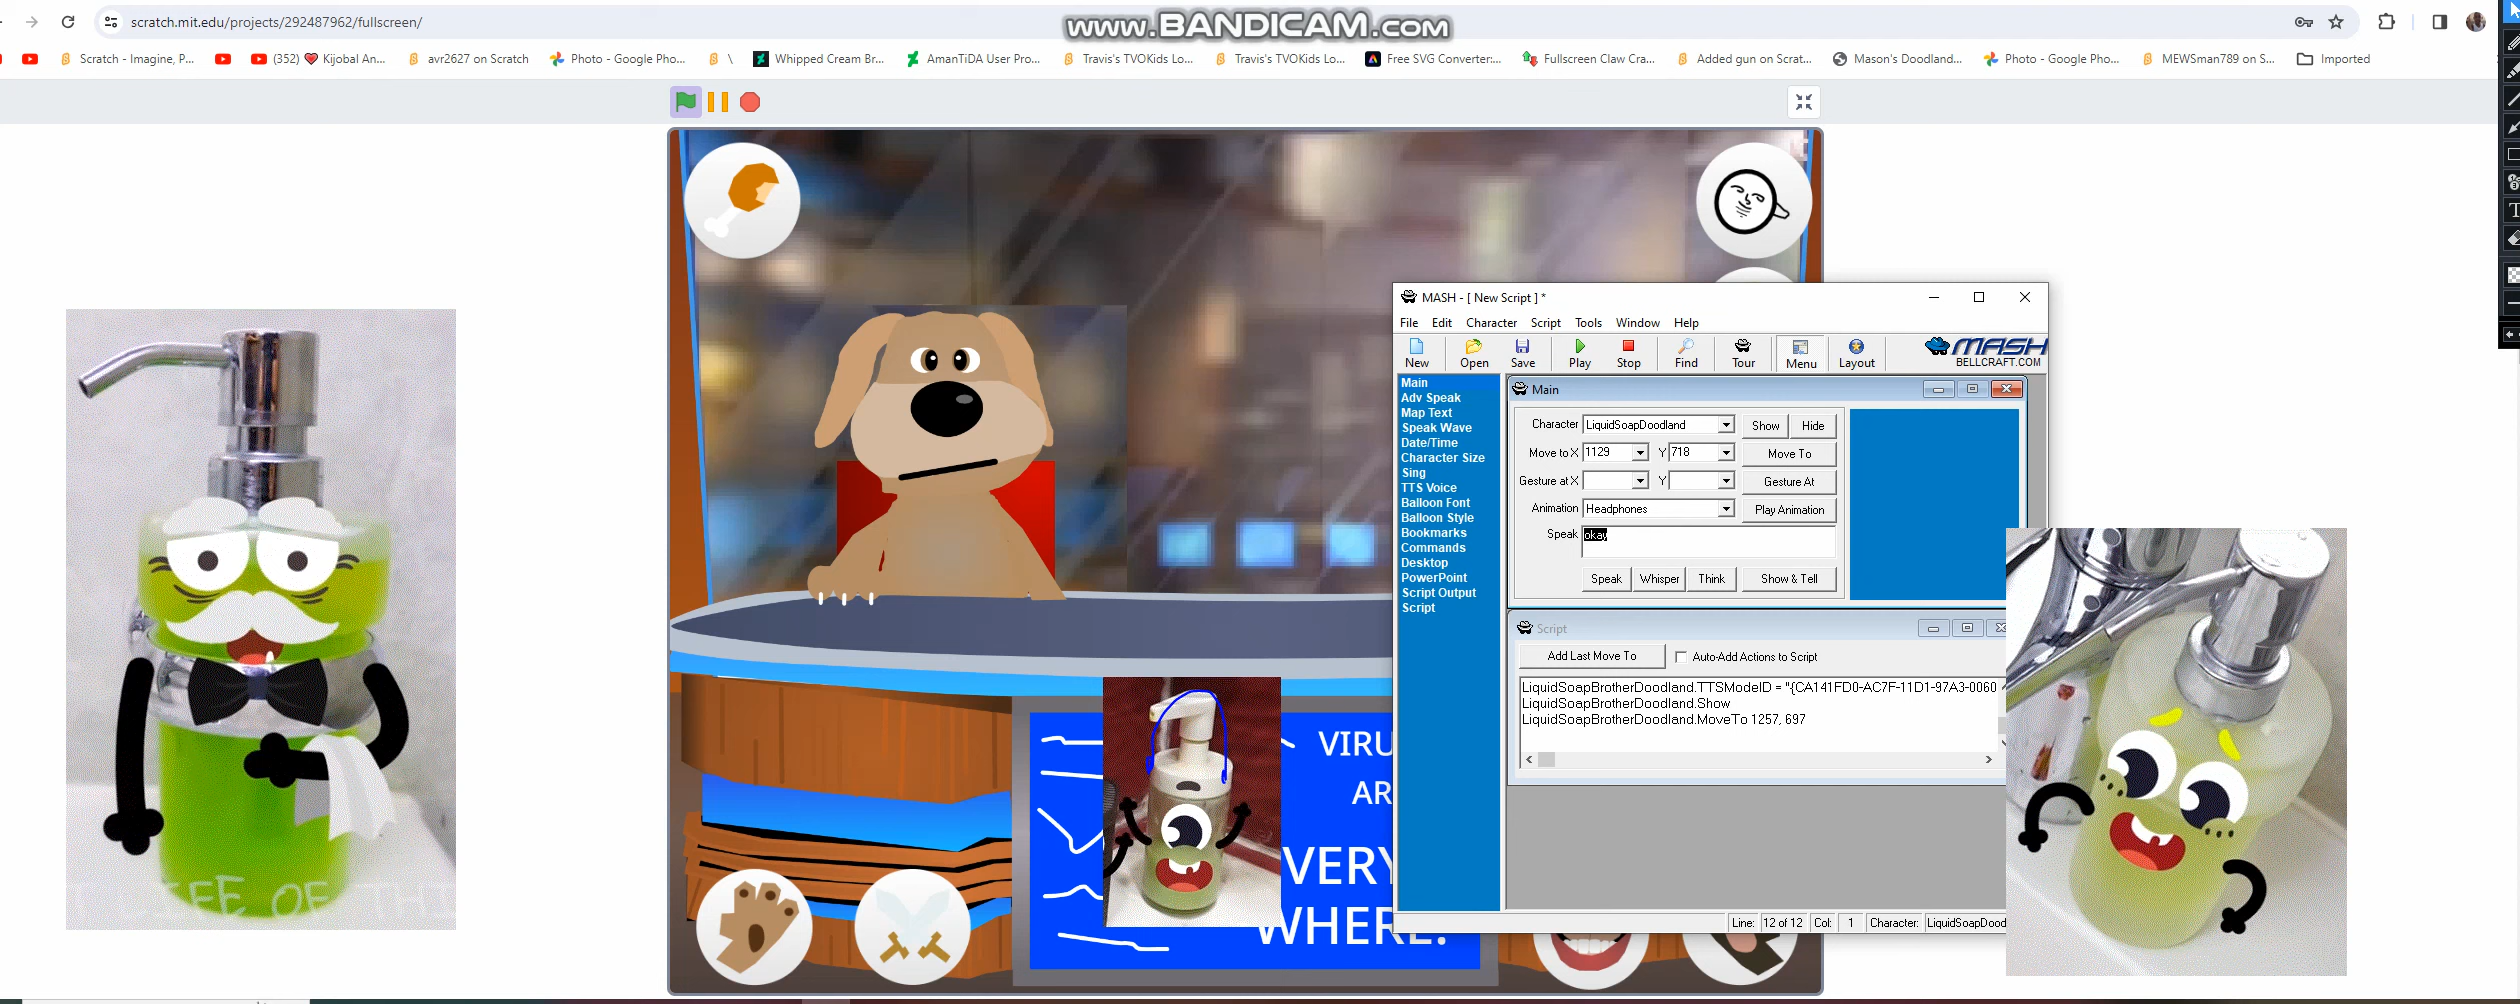 scratch.mit.edu/projects/292487962/fullscreen/
www.BANDICAM.com
Scratch - Imagine, P...
(352) ❤ Kijobal An...
avr2627 on Scratch
Photo - Google Pho...
\
Whipped Cream Br...
AmanTiDA User Pro...
Travis's TVOKids Lo...
Travis's TVOKids Lo...
Free SVG Converter:...
Fullscreen Claw Cra...
Added gun on Scrat...
Mason's Doodland...
Photo - Google Pho...
MEWSman789 on S...
Imported
MASH - [ New Script ] *
File Edit Character Script Tools Window Help
New Open Save Play Stop Find Tour Menu Layout
MASH
BELLCRAFT.COM
Main
Adv Speak
Map Text
Speak Wave
Date/Time
Character Size
Sing
TTS Voice
Balloon Font
Balloon Style
Bookmarks
Commands
Desktop
PowerPoint
Script Output
Script
Main
Character LiquidSoapDoodland Show Hide
Move to X 1129 Y 718 Move To
Gesture at X Y Gesture At
Animation Headphones Play Animation
Speak okay
Speak Whisper Think Show & Tell
Script
Add Last Move To Auto-Add Actions to Script
LiquidSoapBrotherDoodland.TTSModeID = "{CA141FD0-AC7F-11D1-97A3-0060
LiquidSoapBrotherDoodland.Show
LiquidSoapBrotherDoodland.MoveTo 1257, 697
Line: 12 of 12 Col: 1 Character: LiquidSoapDood
VIRU
AR
VERY
WHERE.
LIFE OF THI